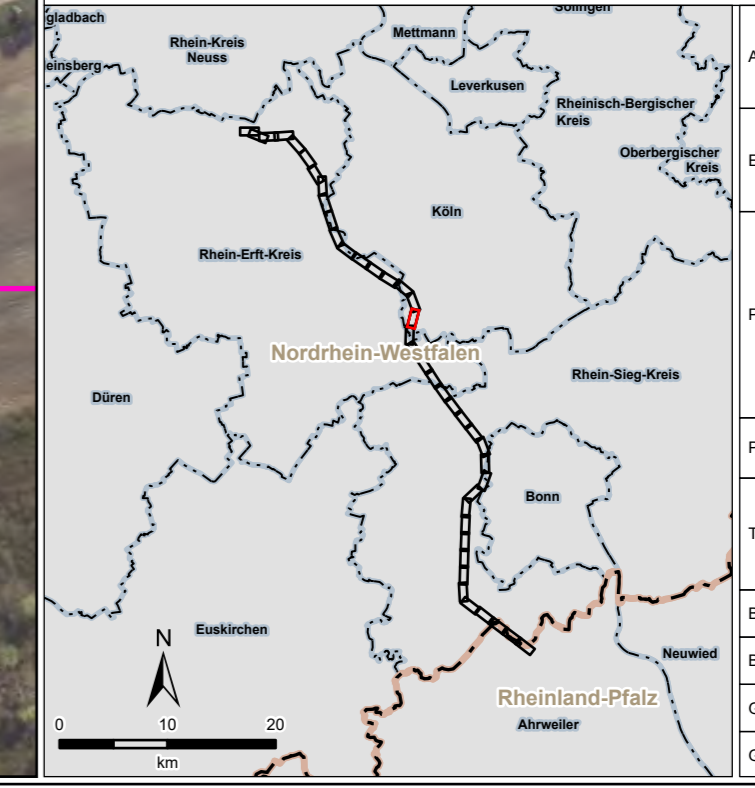 gladbach
Solingen
Mettmann
Rhein-Kreis
Neuss
einsberg
Leverkusen
Rheinisch-Bergischer
Kreis
Oberbergischer
Kreis
Köln
Rhein-Erft-Kreis
Nordrhein-Westfalen
Rhein-Sieg-Kreis
Düren
Bonn
Euskirchen
N
Neuwied
Rheinland-Pfalz
Ahrweiler
0 10 20
km